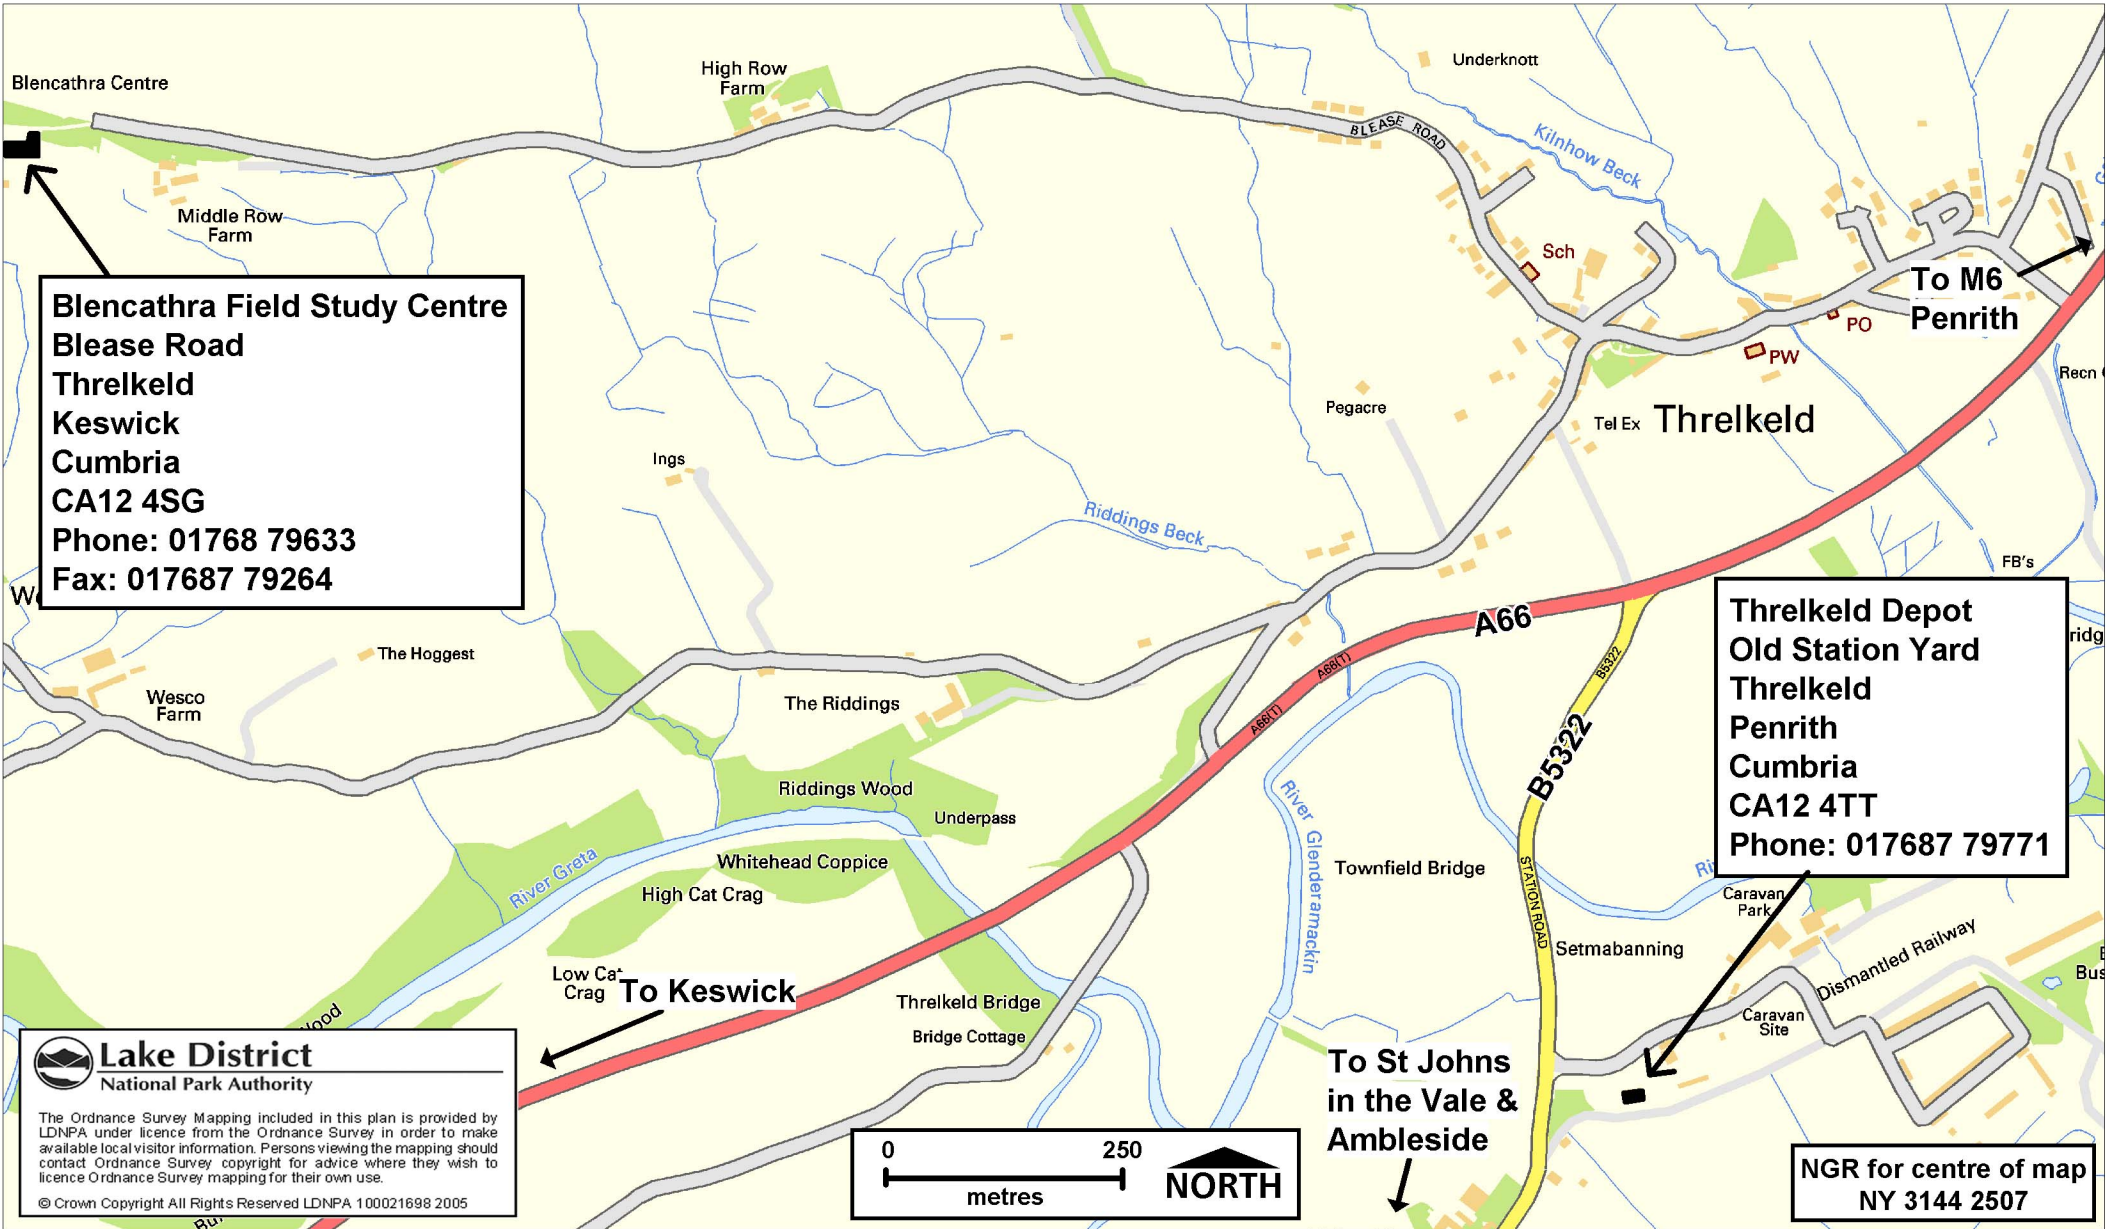 Blencathra Centre
High Row
Farm
Underknott
BLEASE ROAD
Kilnhow Beck
Middle Row
Farm
Sch
To M6
Penrith
PO
PW
Recn
Blencathra Field Study Centre
Blease Road
Threlkeld
Keswick
Cumbria
CA12 4SG
Phone: 01768 79633
Fax: 017687 79264
Pegacre
Tel Ex
Threlkeld
Ings
Riddings Beck
FB's
A66
A66(T)
A66(T)
B5322
B5322
STATION ROAD
Threlkeld Depot
Old Station Yard
Threlkeld
Penrith
Cumbria
CA12 4TT
Phone: 017687 79771
The Hoggest
Wesco
Farm
The Riddings
Riddings Wood
Underpass
Whitehead Coppice
River Greta
High Cat Crag
River Glenderamackin
Townfield Bridge
Caravan
Park
Setmabanning
Dismantled Railway
Low Cat
Crag
To Keswick
Threlkeld Bridge
Bridge Cottage
Caravan
Site
To St Johns
in the Vale &
Ambleside
Lake District
National Park Authority
The Ordnance Survey Mapping included in this plan is provided by
LDNPA under licence from the Ordnance Survey in order to make
available local visitor information. Persons viewing the mapping should
contact Ordnance Survey copyright for advice where they wish to
licence Ordnance Survey mapping for their own use.
© Crown Copyright All Rights Reserved LDNPA 100021698 2005
0 250
metres
NORTH
NGR for centre of map
NY 3144 2507